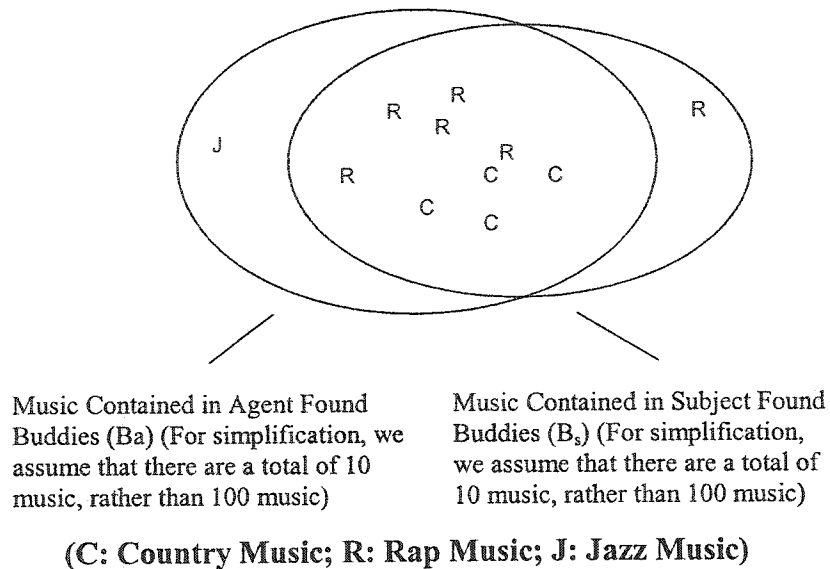 R
R
R
R
J
R
R
C
C
C
C
Music Contained in Agent Found
Buddies (Ba) (For simplification, we
assume that there are a total of 10
music, rather than 100 music)
Music Contained in Subject Found
Buddies (Bₛ) (For simplification,
we assume that there are a total of
10 music, rather than 100 music)
(C: Country Music; R: Rap Music; J: Jazz Music)